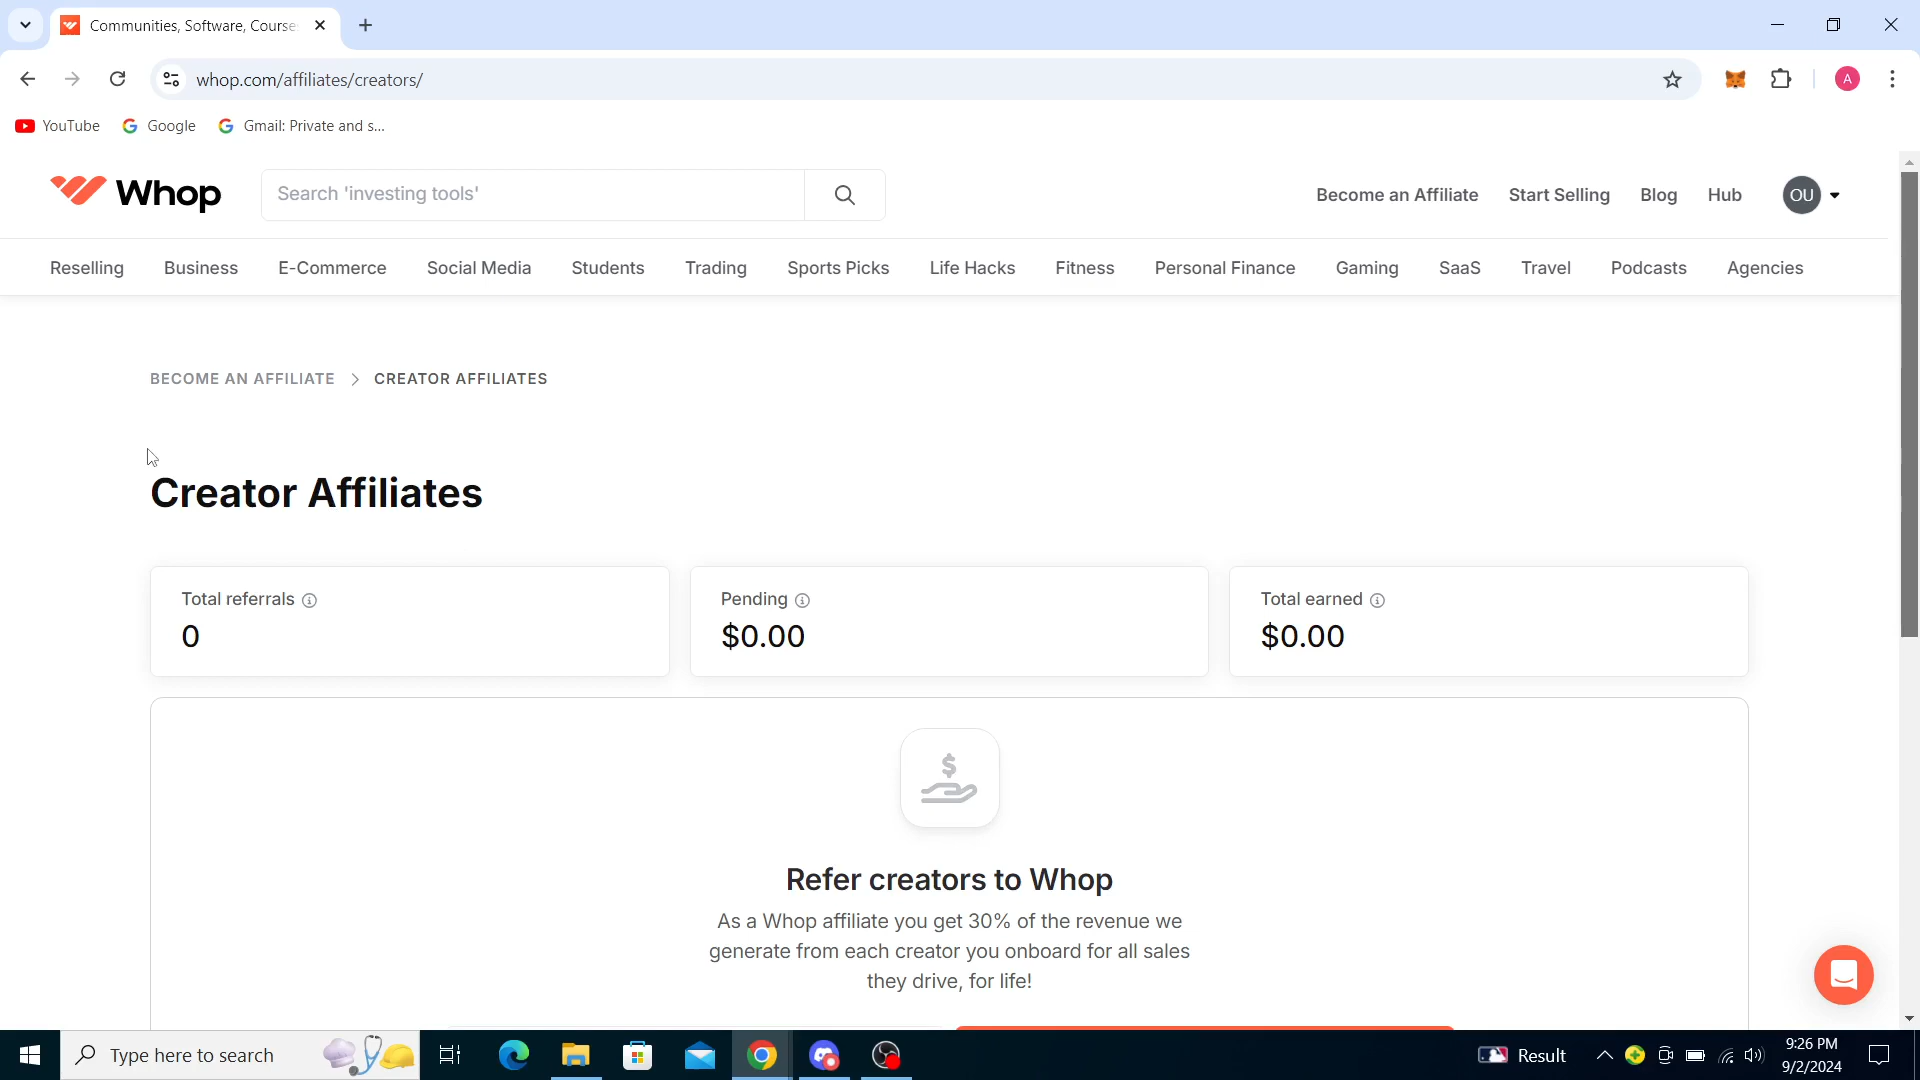 Communities, Software, Course
whop.com/affiliates/creators/
A
YouTube
Google
Gmail: Private and s...
Whop
Search 'investing tools'
Become an Affiliate
Start Selling
Blog
Hub
OU
Reselling
Business
E-Commerce
Social Media
Students
Trading
Sports Picks
Life Hacks
Fitness
Personal Finance
Gaming
SaaS
Travel
Podcasts
Agencies
BECOME AN AFFILIATE > CREATOR AFFILIATES
Creator Affiliates
Total referrals
0
Pending
$0.00
Total earned
$0.00
$
Refer creators to Whop
As a Whop affiliate you get 30% of the revenue we
generate from each creator you onboard for all sales
they drive, for life!
Type here to search
Result
9:26 PM
9/2/2024